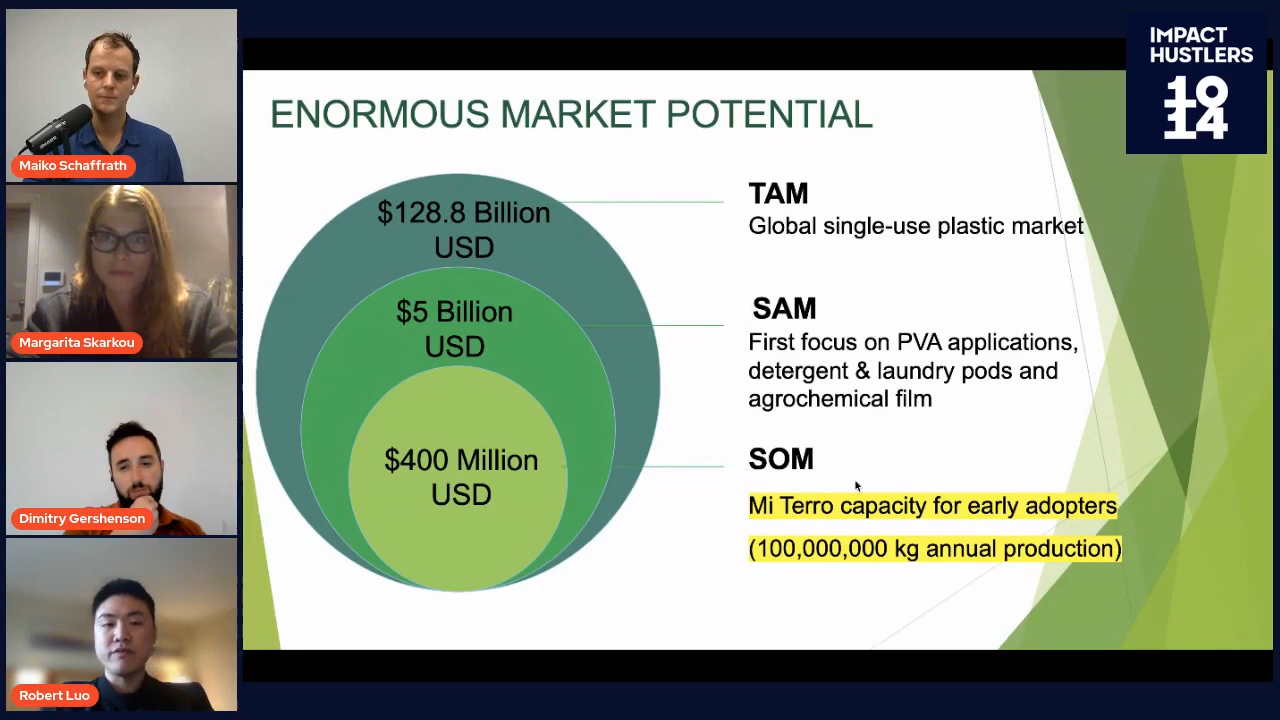 Maiko Schaffrath
Margarita Skarkou
Dimitry Gershenson
Robert Luo
ENORMOUS MARKET POTENTIAL
$128.8 Billion
USD
$5 Billion
USD
$400 Million
USD
TAM
Global single-use plastic market
SAM
First focus on PVA applications,
detergent & laundry pods and
agrochemical film
SOM
Mi Terro capacity for early adopters
(100,000,000 kg annual production)
IMPACT
HUSTLERS
10
14